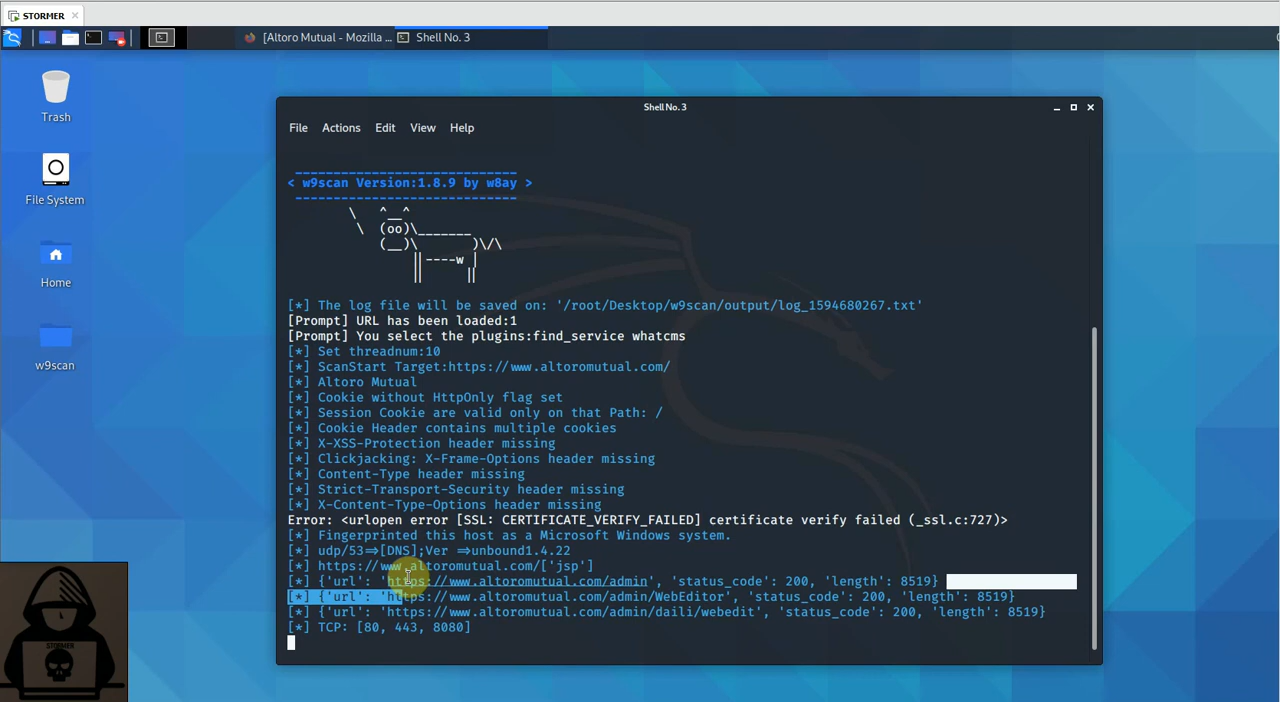 STORMER
[Altoro Mutual - Mozilla ...
Shell No. 3
Trash
File System
Home
w9scan
Shell No. 3
File Actions Edit View Help
____________________________
< w9scan Version:1.8.9 by w8ay >
----------------------------
\   ^__^
\  (oo)\_______
(__)\       )\/\
||----w |
||     ||
[*] The log file will be saved on: '/root/Desktop/w9scan/output/log_1594680267.txt'
[Prompt] URL has been loaded:1
[Prompt] You select the plugins:find_service whatcms
[*] Set threadnum:10
[*] ScanStart Target:https://www.altoromutual.com/
[*] Altoro Mutual
[*] Cookie without HttpOnly flag set
[*] Session Cookie are valid only on that Path: /
[*] Cookie Header contains multiple cookies
[*] X-XSS-Protection header missing
[*] Clickjacking: X-Frame-Options header missing
[*] Content-Type header missing
[*] Strict-Transport-Security header missing
[*] X-Content-Type-Options header missing
Error: <urlopen error [SSL: CERTIFICATE_VERIFY_FAILED] certificate verify failed (_ssl.c:727)>
[*] Fingerprinted this host as a Microsoft Windows system.
[*] udp/53=>[DNS];Ver =>unbound1.4.22
[*] https://www.altoromutual.com/['jsp']
[*] {'url': 'https://www.altoromutual.com/admin', 'status_code': 200, 'length': 8519}
[*] {'url': 'https://www.altoromutual.com/admin/WebEditor', 'status_code': 200, 'length': 8519}
[*] {'url': 'https://www.altoromutual.com/admin/daili/webedit', 'status_code': 200, 'length': 8519}
[*] TCP: [80, 443, 8080]
STORMER